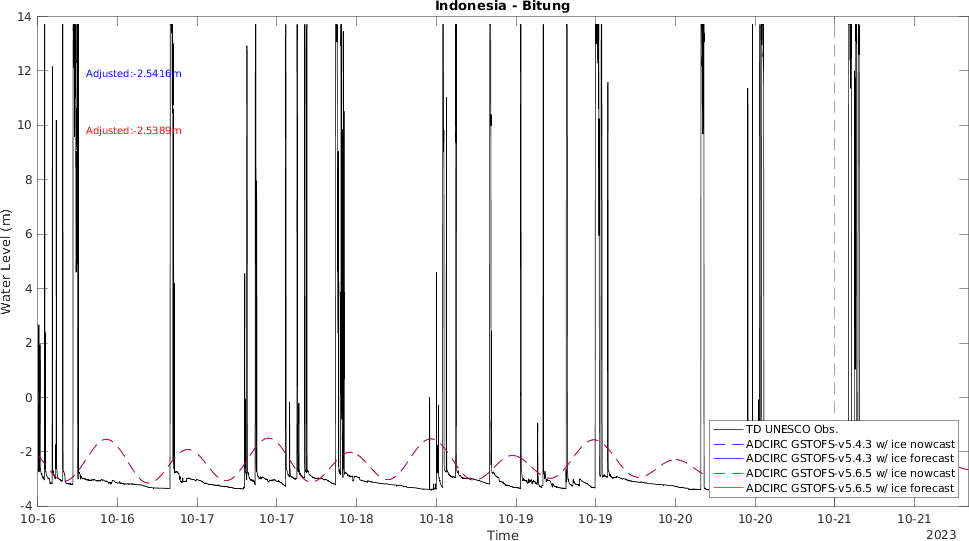 Indonesia - Bitung
14
12
10
8
6
4
2
0
-2
-4
Water Level (m)
Adjusted:-2.5416m
Adjusted:-2.5389m
TD UNESCO Obs.
ADCIRC GSTOFS-v5.4.3 w/ ice nowcast
ADCIRC GSTOFS-v5.4.3 w/ ice forecast
ADCIRC GSTOFS-v5.6.5 w/ ice nowcast
ADCIRC GSTOFS-v5.6.5 w/ ice forecast
10-16 10-16 10-17 10-17 10-18 10-18 10-19 10-19 10-20 10-20 10-21 10-21
Time
2023